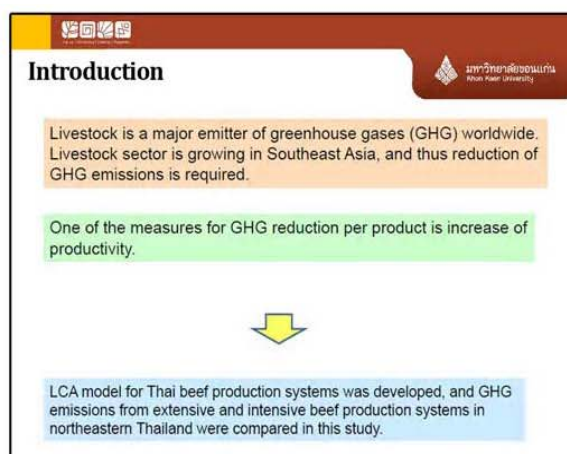 Introduction
มหาวิทยาลัยขอนแก่น
Khon Kaen University
Livestock is a major emitter of greenhouse gases (GHG) worldwide.
Livestock sector is growing in Southeast Asia, and thus reduction of
GHG emissions is required.
One of the measures for GHG reduction per product is increase of
productivity.
LCA model for Thai beef production systems was developed, and GHG
emissions from extensive and intensive beef production systems in
northeastern Thailand were compared in this study.